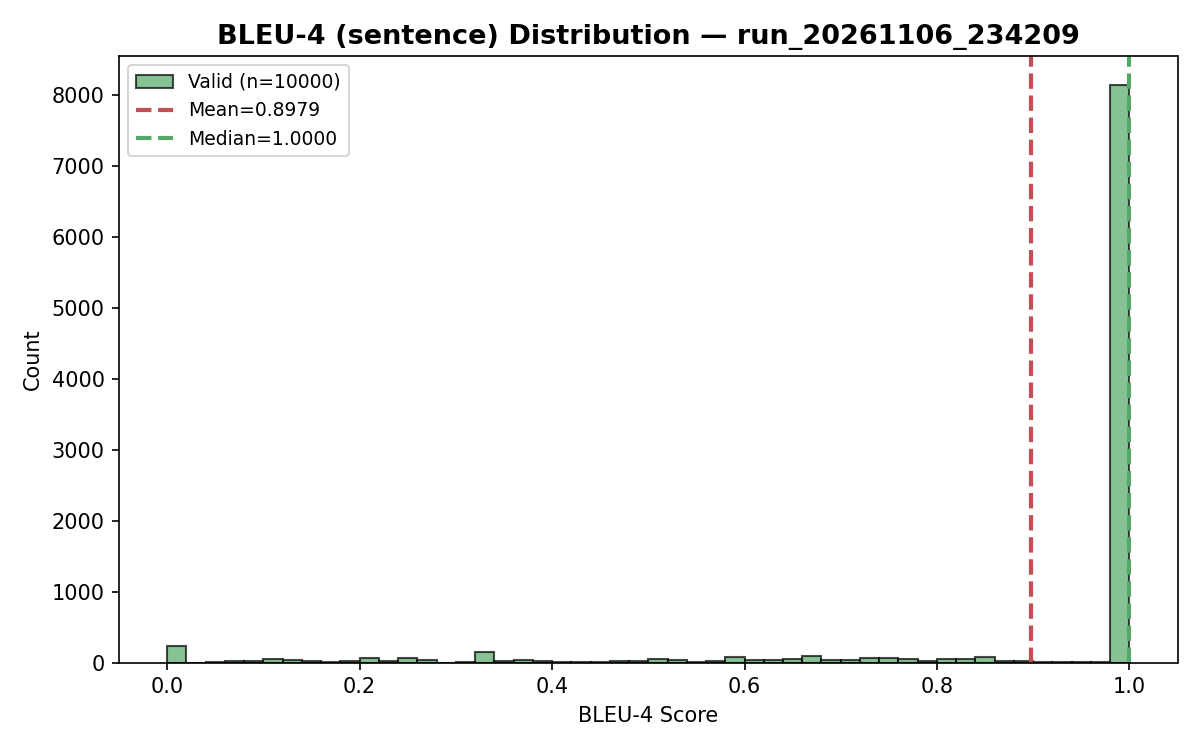 BLEU-4 (sentence) Distribution — run_20261106_234209
Valid (n=10000)
Mean=0.8979
Median=1.0000
Count
8000
7000
6000
5000
4000
3000
2000
1000
0
0.0 0.2 0.4 0.6 0.8 1.0
BLEU-4 Score